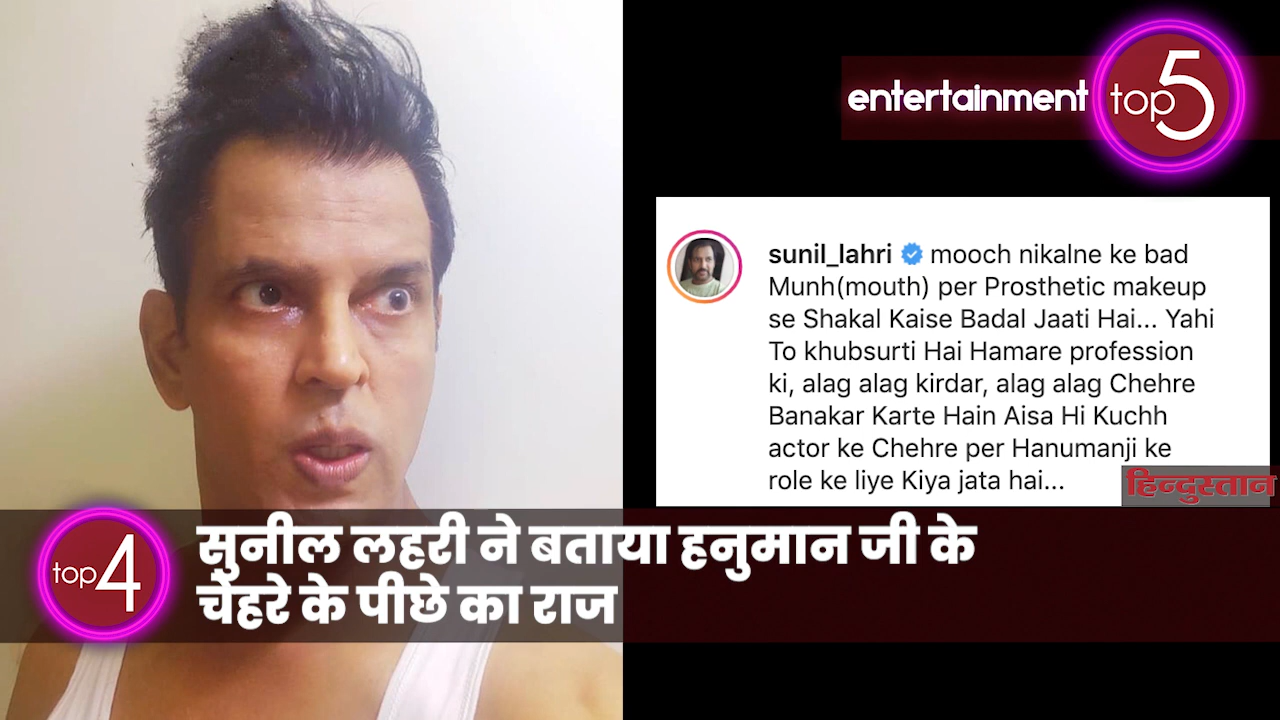 entertainment top5
sunil_lahri mooch nikalne ke bad
Munh(mouth) per Prosthetic makeup
se Shakal Kaise Badal Jaati Hai... Yahi
To khubsurti Hai Hamare profession
ki, alag alag kirdar, alag alag Chehre
Banakar Karte Hain Aisa Hi Kuchh
actor ke Chehre per Hanumanji ke
role ke liye Kiya jata hai...
हिन्दुस्तान
top4
सुनील लहरी ने बताया हनुमान जी के
चेहरे के पीछे का राज